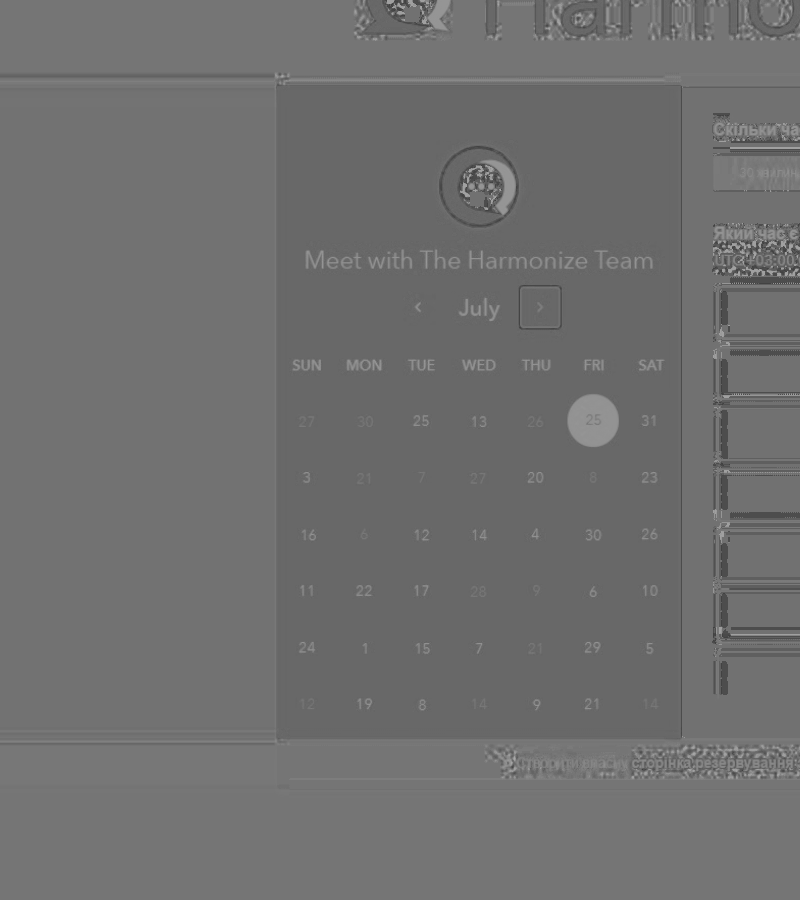 Harmo
Meet with The Harmonize Team
‹ July ›
SUN MON TUE WED THU FRI SAT
27 30 25 13 26 25 31
3 21 7 27 20 8 23
16 6 12 14 4 30 26
11 22 17 28 9 6 10
24 1 15 7 21 29 5
12 19 8 14 9 21 14
Скільки ча
30 хвилин
Який час є
UTC +03:00
Створити власну сторінка резервування